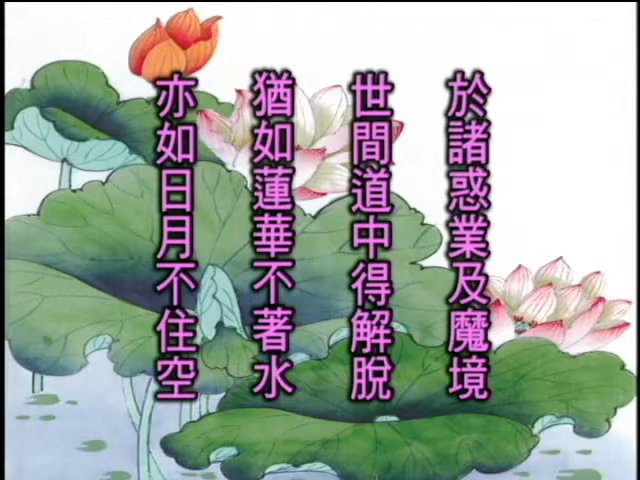 於諸惑業及魔境
世間道中得解脫
猶如蓮華不著水
亦如日月不住空